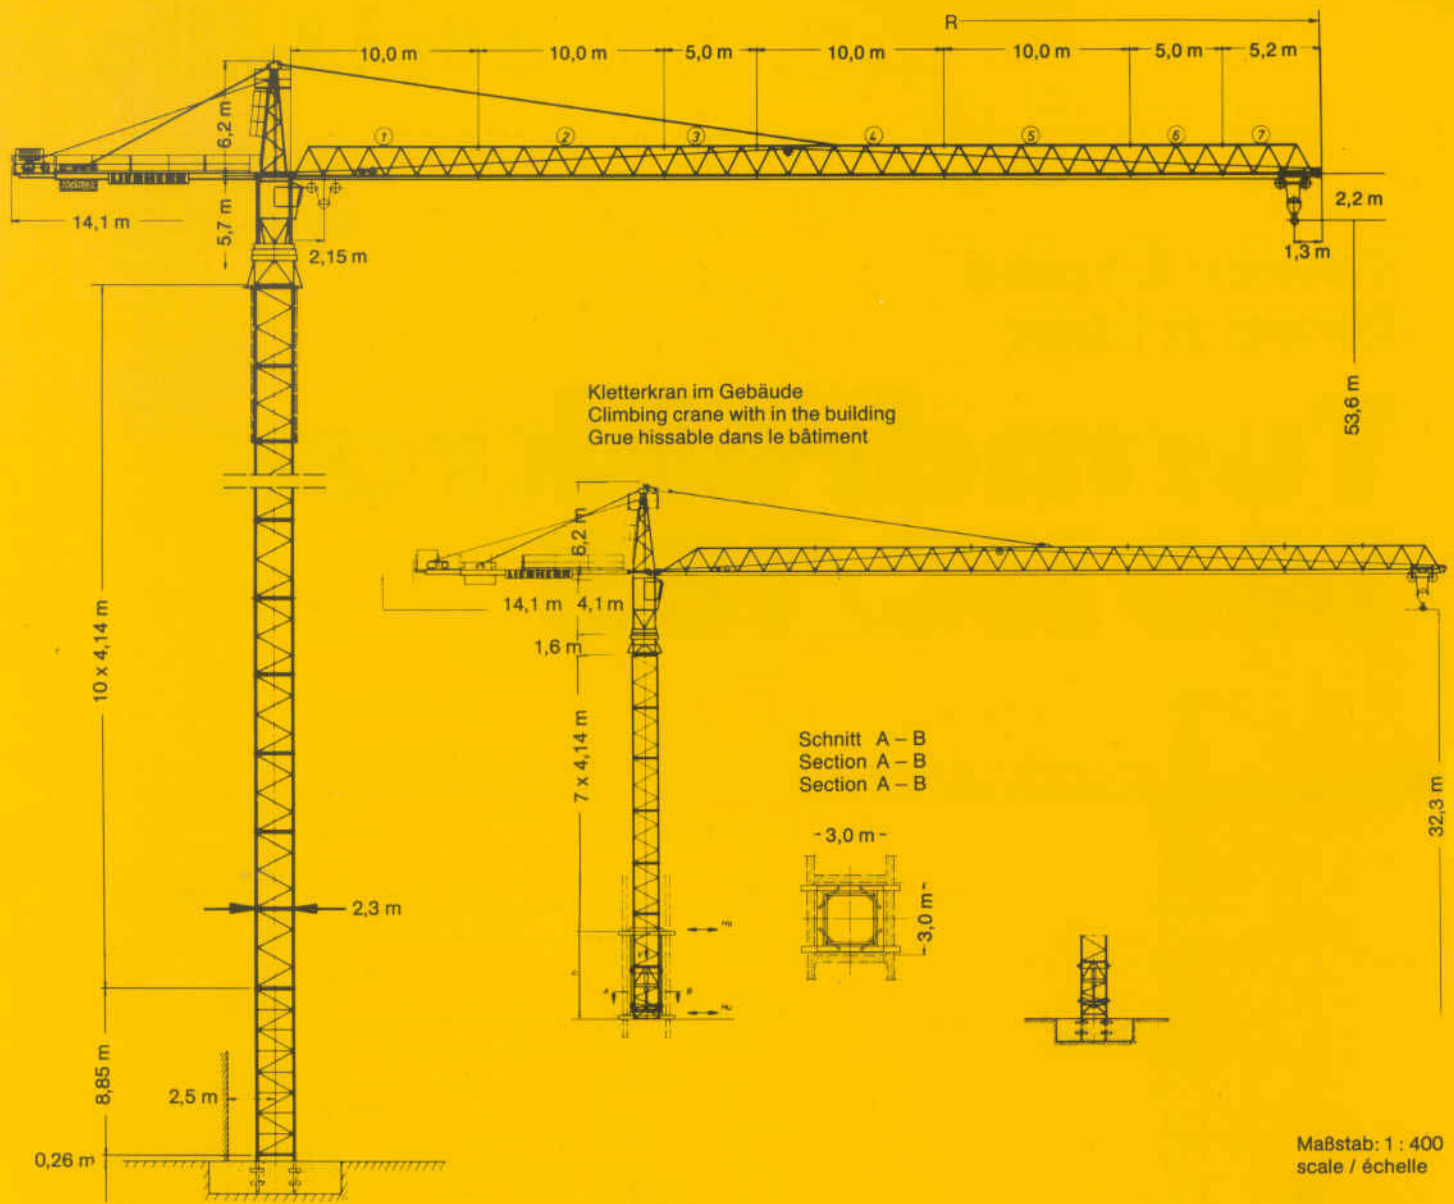 R
10,0 m 10,0 m 5,0 m 10,0 m 10,0 m 5,0 m 5,2 m
6,2 m
1 2 3 4 5 6 7
LIEBHERR
14,1 m
5,7 m
2,15 m
2,2 m
1,3 m
53,6 m
Kletterkran im Gebäude
Climbing crane with in the building
Grue hissable dans le bâtiment
6,2 m
LIEBHERR
14,1 m 4,1 m
1,6 m
10 x 4,14 m
7 x 4,14 m
Schnitt A – B
Section A – B
Section A – B
32,3 m
- 3,0 m -
3,0 m -
2,3 m
A B
8,85 m
2,5 m
0,26 m
Maßstab: 1 : 400
scale / échelle